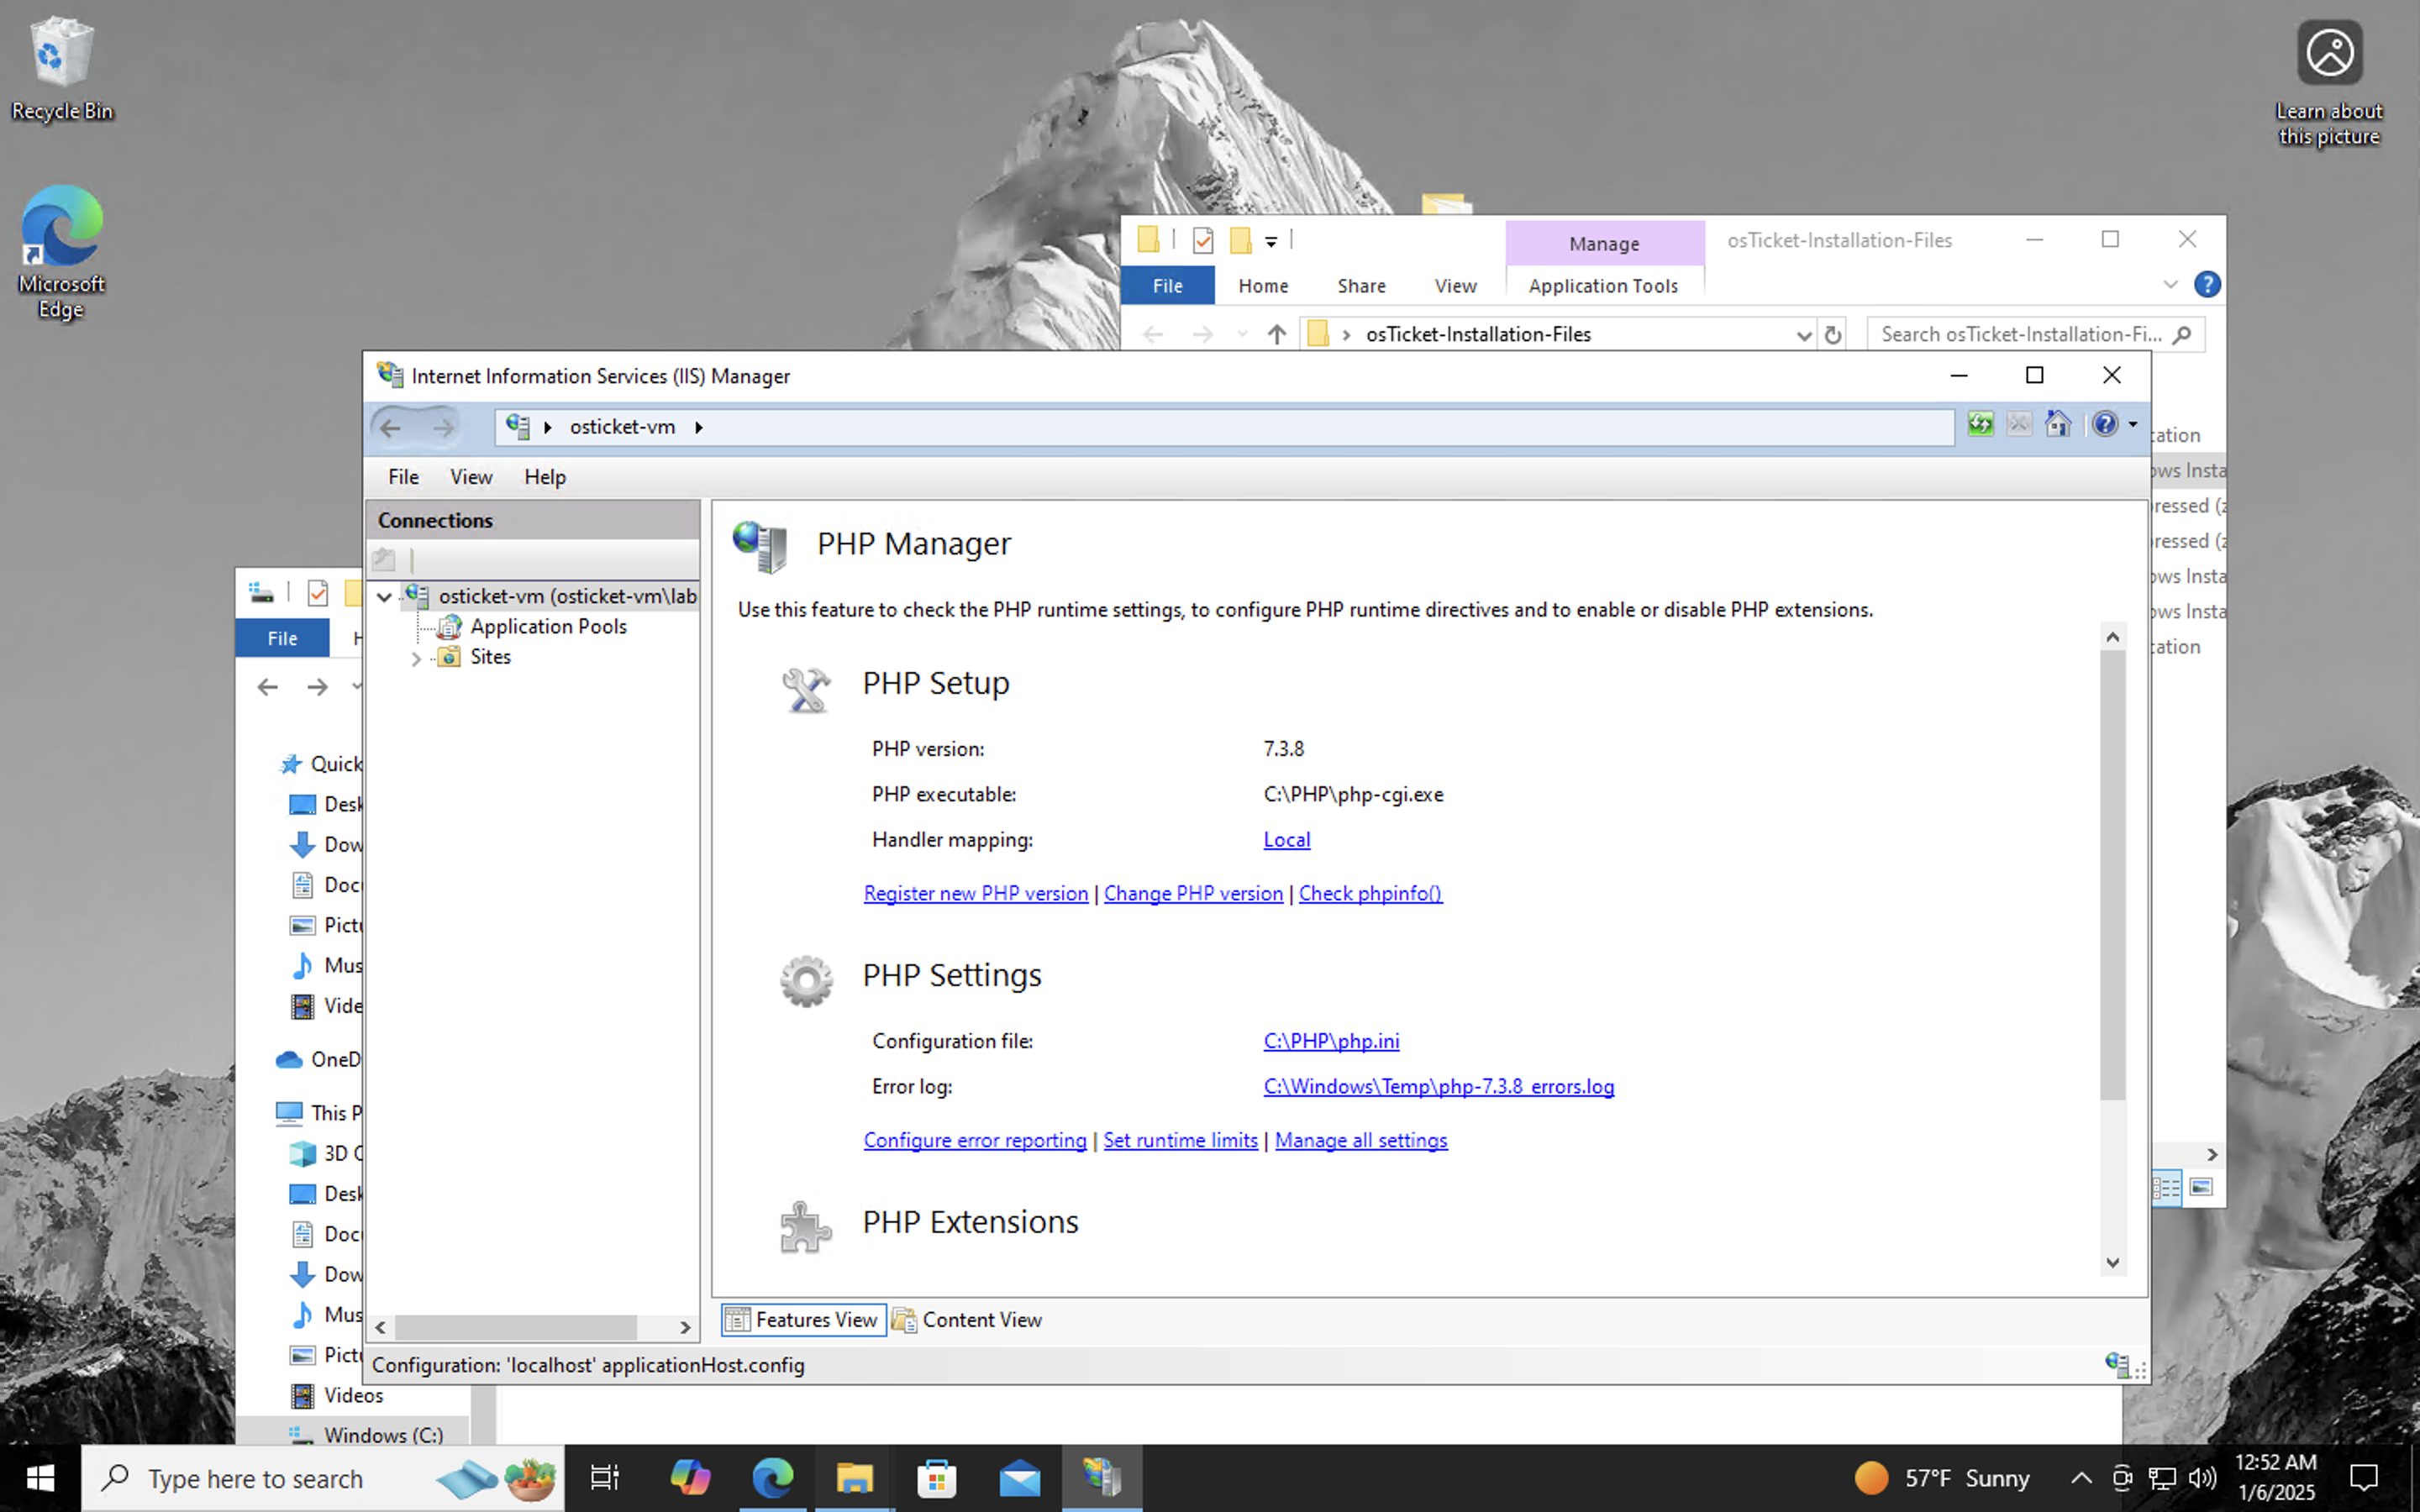 Recycle Bin
Learn about
this picture
Microsoft
Edge
Manage
osTicket-Installation-Files
File
Home
Share
View
Application Tools
osTicket-Installation-Files
Search osTicket-Installation-Fi...
Internet Information Services (IIS) Manager
osticket-vm
File
View
Help
Connections
osticket-vm (osticket-vm\lab
Application Pools
Sites
PHP Manager
Use this feature to check the PHP runtime settings, to configure PHP runtime directives and to enable or disable PHP extensions.
PHP Setup
PHP version: 7.3.8
PHP executable: C:\PHP\php-cgi.exe
Handler mapping: Local
Register new PHP version | Change PHP version | Check phpinfo()
PHP Settings
Configuration file: C:\PHP\php.ini
Error log: C:\Windows\Temp\php-7.3.8_errors.log
Configure error reporting | Set runtime limits | Manage all settings
PHP Extensions
Features View
Content View
Configuration: 'localhost' applicationHost.config
cation
ows Insta
pressed (z
pressed (z
ows Insta
ows Insta
cation
File
H
Quick
Desk
Dow
Docu
Pictu
Mus
Vide
OneD
This P
3D O
Desk
Docu
Dow
Mus
Pictu
Videos
Windows (C:)
Type here to search
57°F Sunny
12:52 AM
1/6/2025